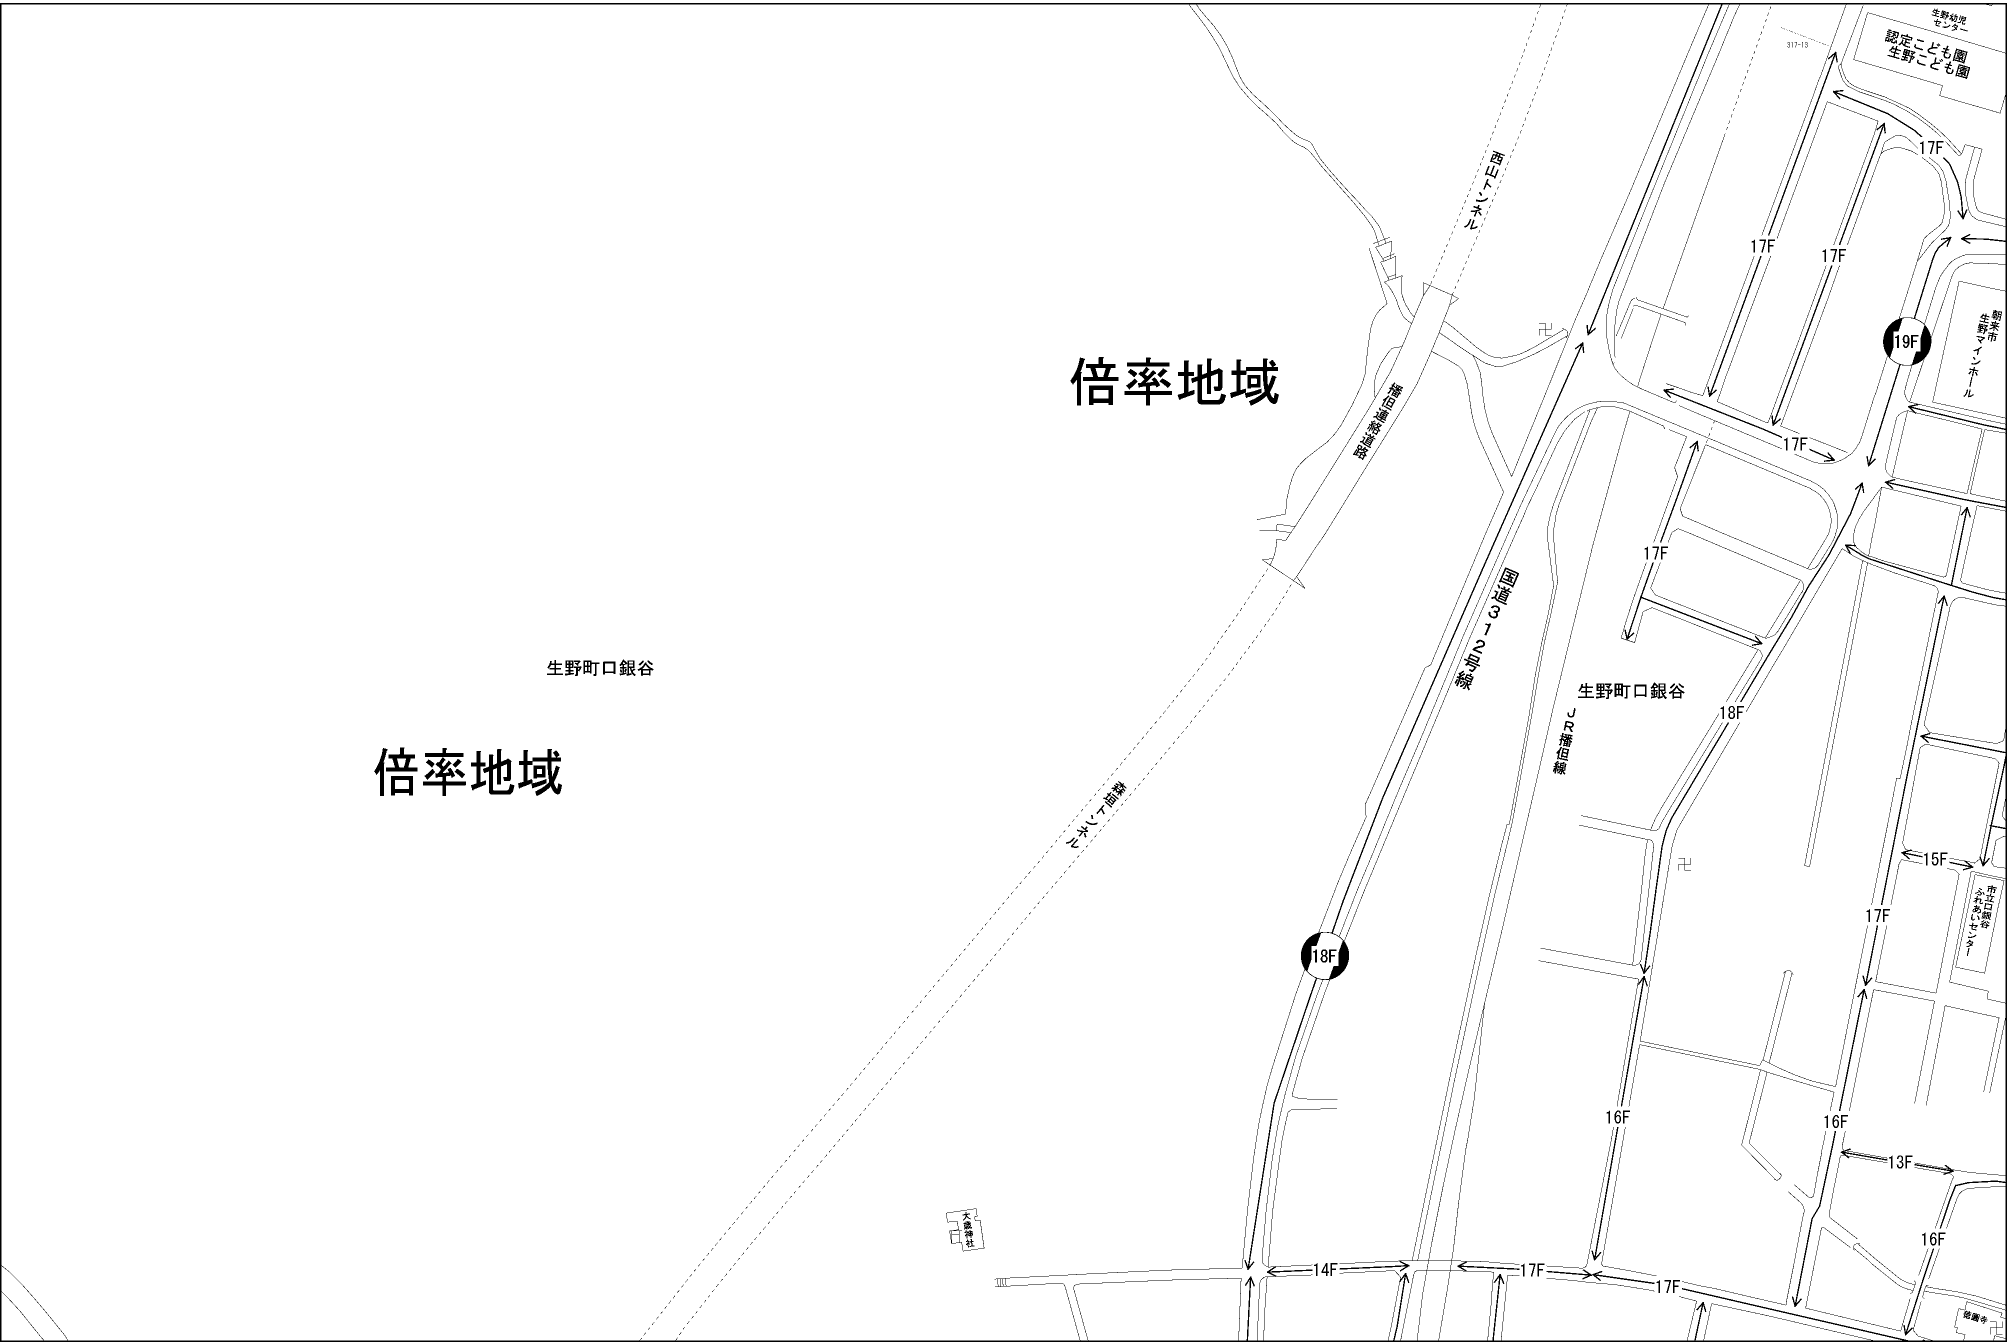 生野幼児
センター
認定こども園
生野こども園
317-13
17F
西山トンネル
17F
17F
19F
朝来市
生野マインホール
倍率地域
播但連絡道路
17F
17F
国道312号線
生野町口銀谷
生野町口銀谷
18F
JR播但線
倍率地域
森垣トンネル
15F
市立口銀谷
ふれあいセンター
17F
18F
16F
16F
13F
大歳神社
16F
14F
17F
17F
徳圓寺